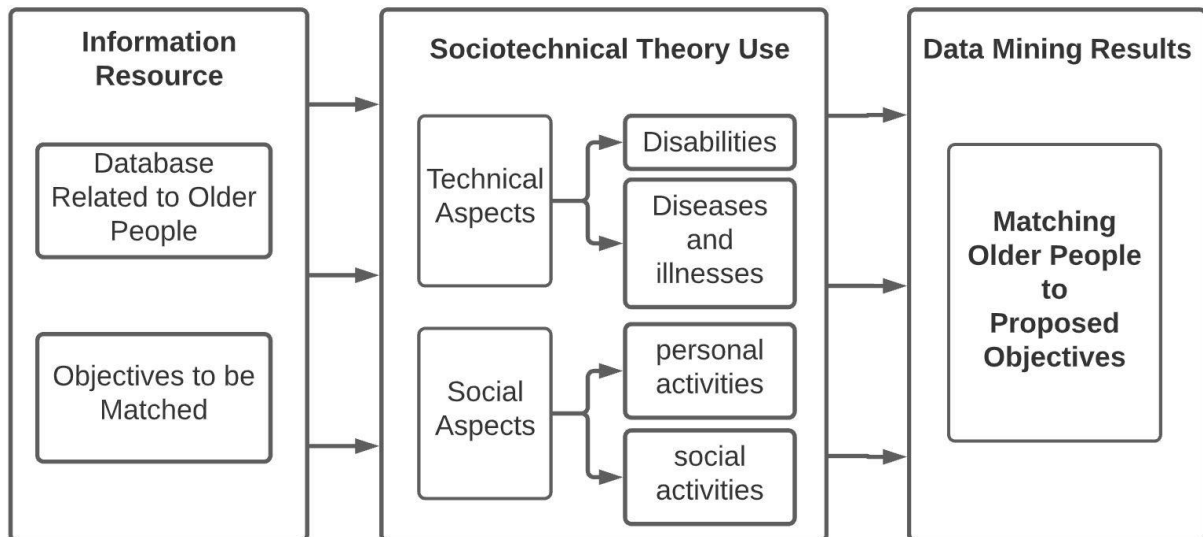 Information
Resource
Database
Related to Older
People
Objectives to be
Matched
Sociotechnical Theory Use
Technical
Aspects
Disabilities
Diseases
and
illnesses
Social
Aspects
personal
activities
social
activities
Data Mining Results
Matching
Older People
to
Proposed
Objectives